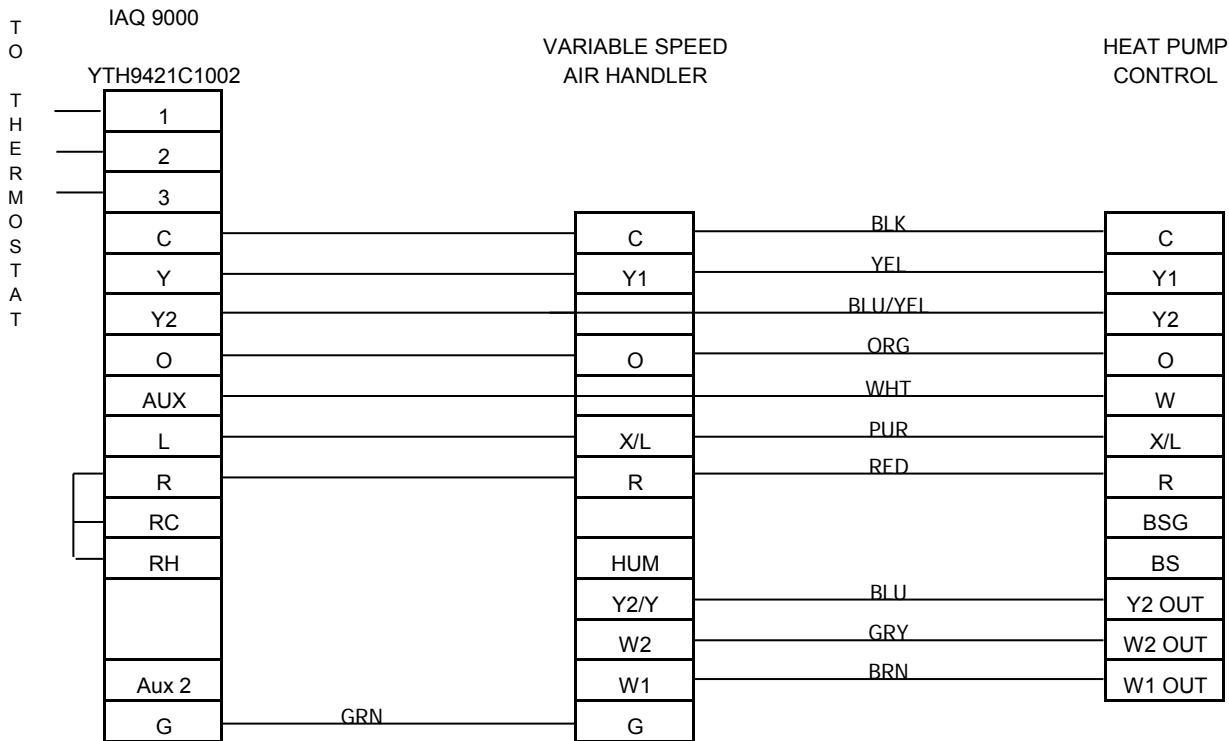 TO THERMOSTAT
IAQ 9000
YTH9421C1002
VARIABLE SPEED
AIR HANDLER
HEAT PUMP
CONTROL
1
2
3
C C BLK C
Y Y1 YEL Y1
Y2 BLU/YEL Y2
O O ORG O
AUX WHT W
L X/L PUR X/L
R R RED R
RC BSG
RH HUM BS
Y2/Y BLU Y2 OUT
W2 GRY W2 OUT
Aux 2 W1 BRN W1 OUT
G GRN G